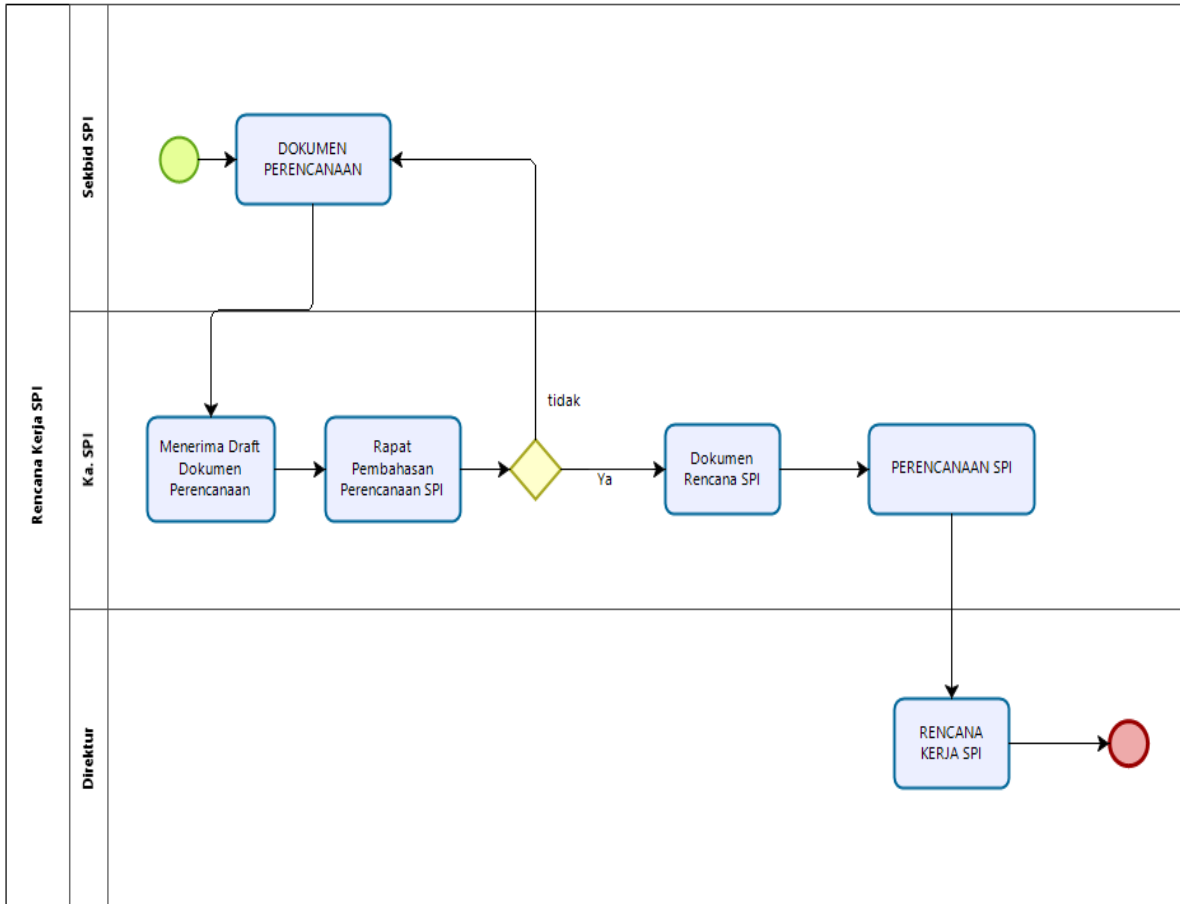 Rencana Kerja SPI
Sekbid SPI
DOKUMEN
PERENCANAAN
Ka. SPI
Menerima Draft
Dokumen
Perencanaan
Rapat
Pembahasan
Perencanaan SPI
tidak
Ya
Dokumen
Rencana SPI
PERENCANAAN SPI
Direktur
RENCANA
KERJA SPI